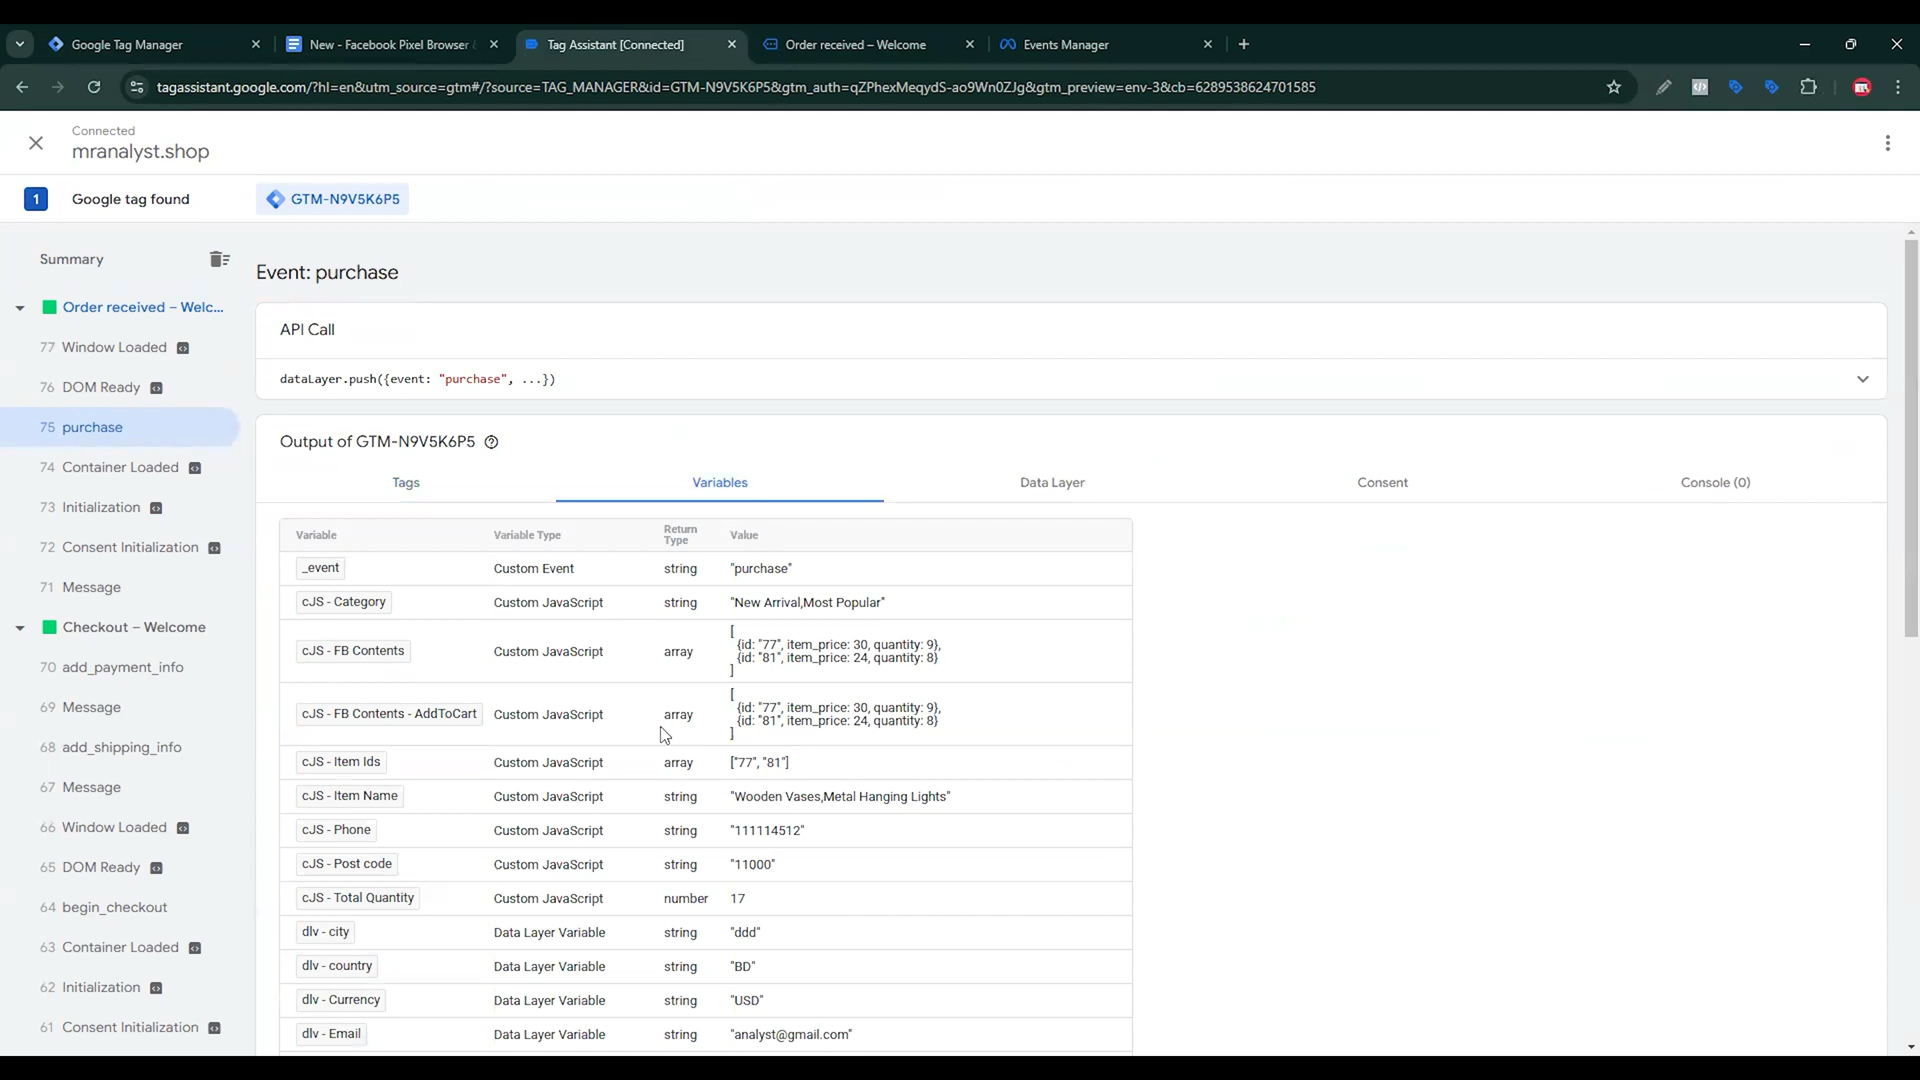 Google Tag Manager
New - Facebook Pixel Browser
Tag Assistant [Connected]
Order received – Welcome
Events Manager
tagassistant.google.com/?hl=en&utm_source=gtm#/?source=TAG_MANAGER&id=GTM-N9V5K6P5&gtm_auth=qZPhexMeqydS-ao9Wn0ZJg&gtm_preview=env-3&cb=6289538624701585
Connected
mranalyst.shop
1 Google tag found GTM-N9V5K6P5
Summary
Order received – Welc...
77 Window Loaded
76 DOM Ready
75 purchase
74 Container Loaded
73 Initialization
72 Consent Initialization
71 Message
Checkout – Welcome
70 add_payment_info
69 Message
68 add_shipping_info
67 Message
66 Window Loaded
65 DOM Ready
64 begin_checkout
63 Container Loaded
62 Initialization
61 Consent Initialization
Event: purchase
API Call
dataLayer.push({event: "purchase", ...})
Output of GTM-N9V5K6P5
Tags Variables Data Layer Consent Console (0)
Variable Variable Type Return Type Value
_event Custom Event string "purchase"
cJS - Category Custom JavaScript string "New Arrival,Most Popular"
cJS - FB Contents Custom JavaScript array [
{id: "77", item_price: 30, quantity: 9},
{id: "81", item_price: 24, quantity: 8}
]
cJS - FB Contents - AddToCart Custom JavaScript array [
{id: "77", item_price: 30, quantity: 9},
{id: "81", item_price: 24, quantity: 8}
]
cJS - Item Ids Custom JavaScript array ["77", "81"]
cJS - Item Name Custom JavaScript string "Wooden Vases,Metal Hanging Lights"
cJS - Phone Custom JavaScript string "111114512"
cJS - Post code Custom JavaScript string "11000"
cJS - Total Quantity Custom JavaScript number 17
dlv - city Data Layer Variable string "ddd"
dlv - country Data Layer Variable string "BD"
dlv - Currency Data Layer Variable string "USD"
dlv - Email Data Layer Variable string "analyst@gmail.com"